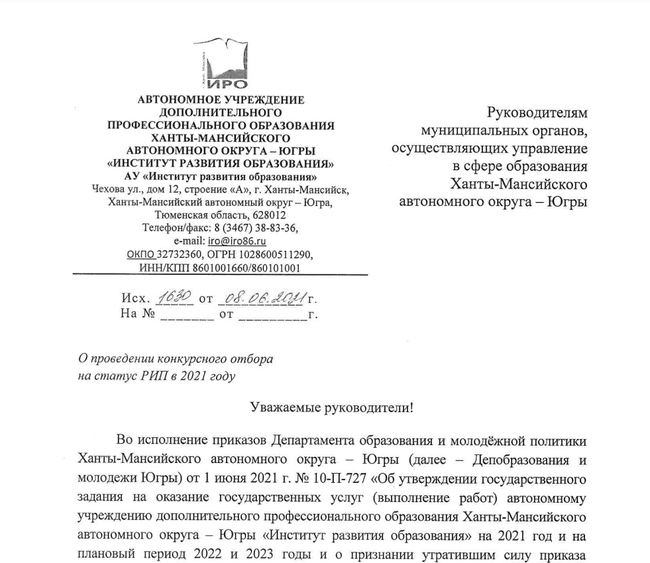 ИРО
АВТОНОМНОЕ УЧРЕЖДЕНИЕ
ДОПОЛНИТЕЛЬНОГО
ПРОФЕССИОНАЛЬНОГО ОБРАЗОВАНИЯ
ХАНТЫ-МАНСИЙСКОГО
АВТОНОМНОГО ОКРУГА – ЮГРЫ
«ИНСТИТУТ РАЗВИТИЯ ОБРАЗОВАНИЯ»
АУ «Институт развития образования»
Чехова ул., дом 12, строение «А», г. Ханты-Мансийск,
Ханты-Мансийский автономный округ – Югра,
Тюменская область, 628012
Телефон/факс: 8 (3467) 38-83-36,
e-mail: iro@iro86.ru
ОКПО 32732360, ОГРН 1028600511290,
ИНН/КПП 8601001660/860101001
Руководителям
муниципальных органов,
осуществляющих управление
в сфере образования
Ханты-Мансийского
автономного округа – Югры
Исх. 1630 от 08.06.2021 г.
На № _______ от __________г.
О проведении конкурсного отбора
на статус РИП в 2021 году
Уважаемые руководители!
Во исполнение приказов Департамента образования и молодёжной политики
Ханты-Мансийского автономного округа – Югры (далее – Депобразования и
молодежи Югры) от 1 июня 2021 г. № 10-П-727 «Об утверждении государственного
задания на оказание государственных услуг (выполнение работ) автономному
учреждению дополнительного профессионального образования Ханты-Мансийского
автономного округа – Югры «Институт развития образования» на 2021 год и на
плановый период 2022 и 2023 годы и о признании утратившим силу приказа